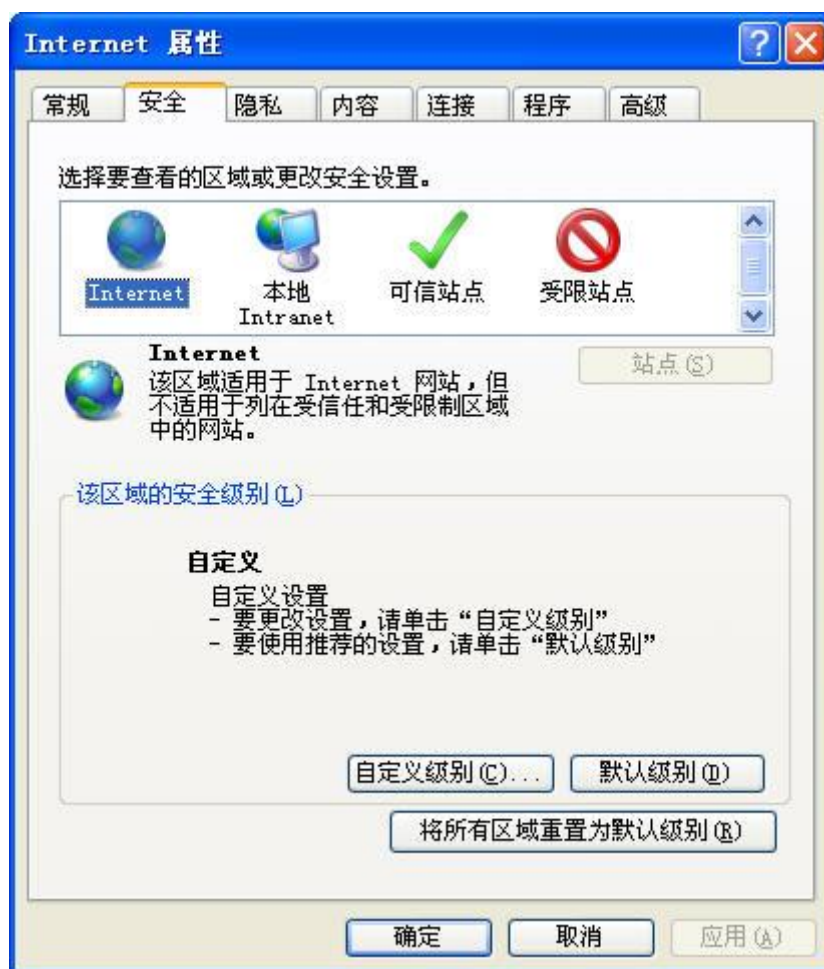 Internet 属性
常规 安全 隐私 内容 连接 程序 高级
选择要查看的区域或更改安全设置。
Internet 本地 Intranet 可信站点 受限站点
Internet
站点(S)
该区域适用于 Internet 网站，但
不适用于列在受信任和受限制区域
中的网站。
该区域的安全级别(L)
自定义
自定义设置
- 要更改设置，请单击“自定义级别”
- 要使用推荐的设置，请单击“默认级别”
自定义级别(C)... 默认级别(D)
将所有区域重置为默认级别(R)
确定 取消 应用(A)